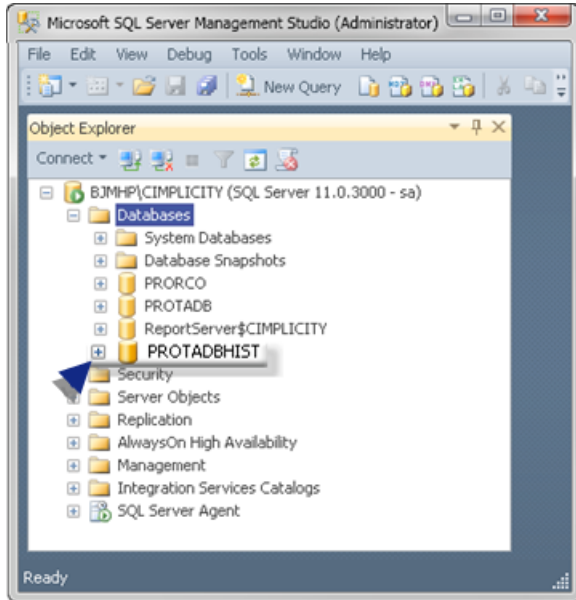 Microsoft SQL Server Management Studio (Administrator)
File Edit View Debug Tools Window Help
New Query
Object Explorer
Connect
BJMHP\CIMPLICITY (SQL Server 11.0.3000 - sa)
Databases
System Databases
Database Snapshots
PRORCO
PROTADB
ReportServer$CIMPLICITY
PROTADBHIST
Security
Server Objects
Replication
AlwaysOn High Availability
Management
Integration Services Catalogs
SQL Server Agent
Ready